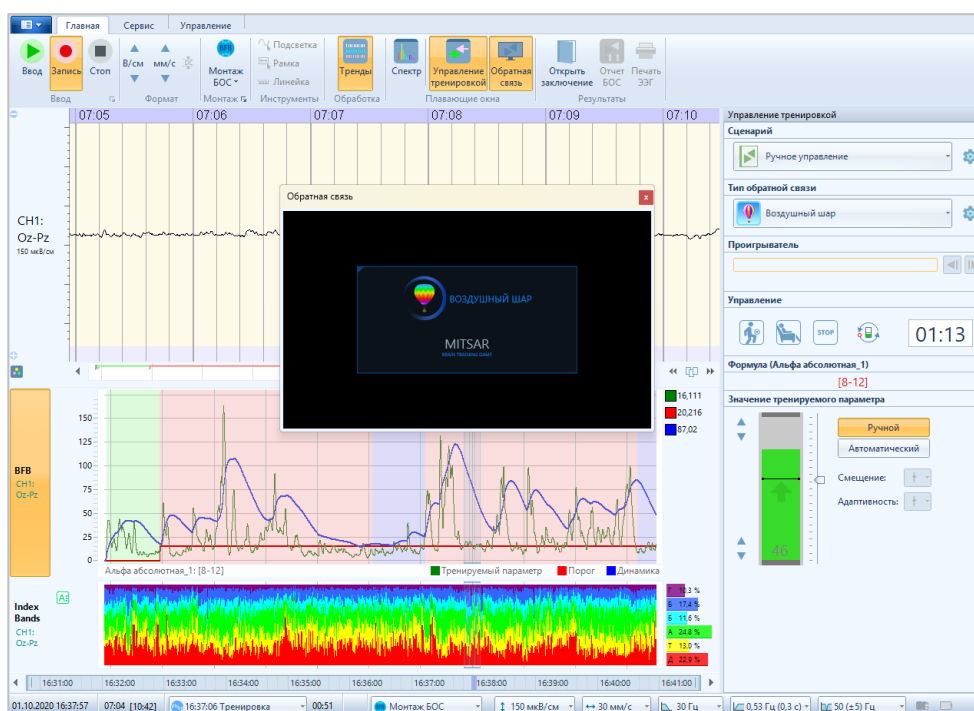 Главная Сервис Управление
Ввод Запись Стоп В/см мм/с Монтаж БОС Подсветка Рамка Линейка Тренды Спектр Управление тренировкой Обратная связь Открыть заключение Отчет БОС Печать ЭЭГ
Ввод Формат Монтаж Инструменты Обработка Плавающие окна Результаты
07:05 07:06 07:07 07:08 07:09 07:10
CH1:
Oz-Pz
150 мкВ/см
Обратная связь
ВОЗДУШНЫЙ ШАР
MITSAR
BRAIN TRAINING GAME
Управление тренировкой
Сценарий
Ручное управление
Тип обратной связи
Воздушный шар
Проигрыватель
Управление
STOP
01:13
Формула (Альфа абсолютная_1)
[8-12]
Значение тренируемого параметра
Ручной
Автоматический
Смещение:
Адаптивность:
46
16,111
20,216
87,02
BFB
CH1:
Oz-Pz
150
125
100
75
50
25
0
Альфа абсолютная_1: [8-12] Тренируемый параметр Порог Динамика
Index
Bands
CH1:
Oz-Pz
Б 17.4 %
А 24.8 %
Т 13.0 %
Д 22.9 %
16:31:00 16:32:00 16:33:00 16:34:00 16:35:00 16:36:00 16:37:00 16:38:00 16:39:00 16:40:00 16:41:00
01.10.2020 16:37:57 07:04 [10:42] 16:37:06 Тренировка 00:51 Монтаж БОС 150 мкВ/см 30 мм/с 30 Гц 0,53 Гц (0,3 с) 50 (±5) Гц